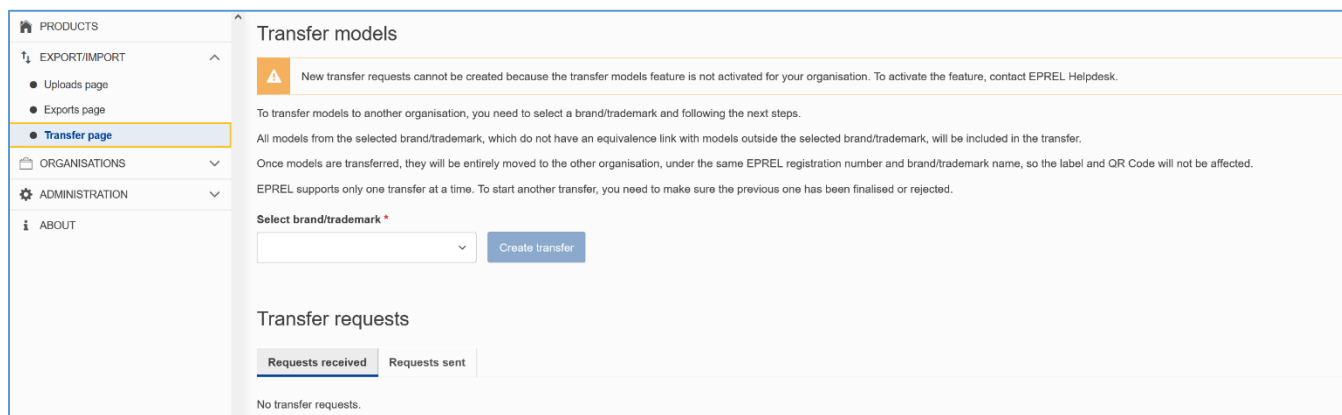 PRODUCTS
EXPORT/IMPORT
Uploads page
Exports page
Transfer page
ORGANISATIONS
ADMINISTRATION
ABOUT
Transfer models
New transfer requests cannot be created because the transfer models feature is not activated for your organisation. To activate the feature, contact EPREL Helpdesk.
To transfer models to another organisation, you need to select a brand/trademark and following the next steps.
All models from the selected brand/trademark, which do not have an equivalence link with models outside the selected brand/trademark, will be included in the transfer.
Once models are transferred, they will be entirely moved to the other organisation, under the same EPREL registration number and brand/trademark name, so the label and QR Code will not be affected.
EPREL supports only one transfer at a time. To start another transfer, you need to make sure the previous one has been finalised or rejected.
Select brand/trademark *
Create transfer
Transfer requests
Requests received Requests sent
No transfer requests.